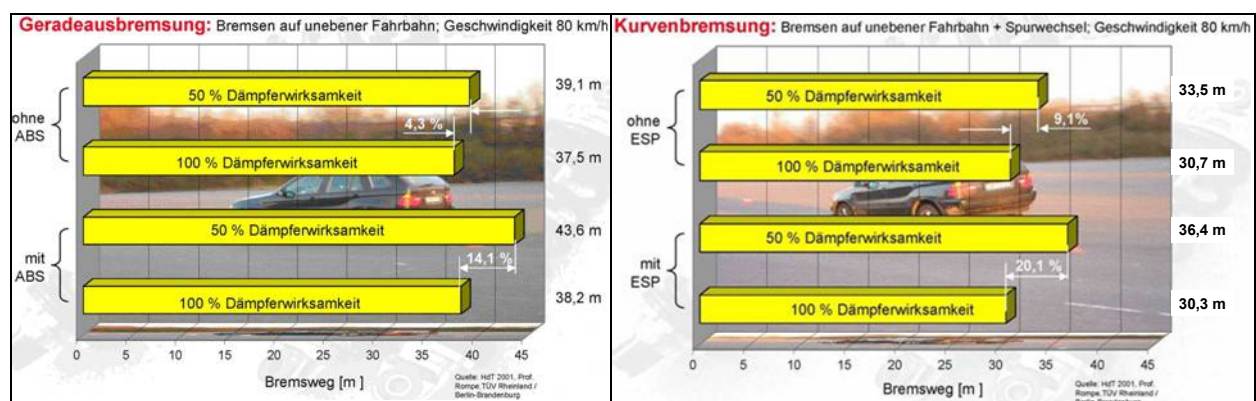 Geradeausbremsung: Bremsen auf unebener Fahrbahn; Geschwindigkeit 80 km/h
50 % Dämpferwirksamkeit
39,1 m
ohne
ABS
4,3 %
100 % Dämpferwirksamkeit
37,5 m
50 % Dämpferwirksamkeit
43,6 m
mit
ABS
14,1 %
100 % Dämpferwirksamkeit
38,2 m
0 5 10 15 20 25 30 35 40 45
Bremsweg [m ]
Quelle: HdT 2001, Prof.
Rompe,TÜV Rheinland /
Berlin-Brandenburg
Kurvenbremsung: Bremsen auf unebener Fahrbahn + Spurwechsel; Geschwindigkeit 80 km/h
50 % Dämpferwirksamkeit
33,5 m
ohne
ESP
9,1%
100 % Dämpferwirksamkeit
30,7 m
50 % Dämpferwirksamkeit
36,4 m
mit
ESP
20,1 %
100 % Dämpferwirksamkeit
30,3 m
0 5 10 15 20 25 30 35 40 45
Bremsweg [m ]
Quelle: HdT 2001, Prof.
Rompe,TÜV Rheinland /
Berlin-Brandenburg